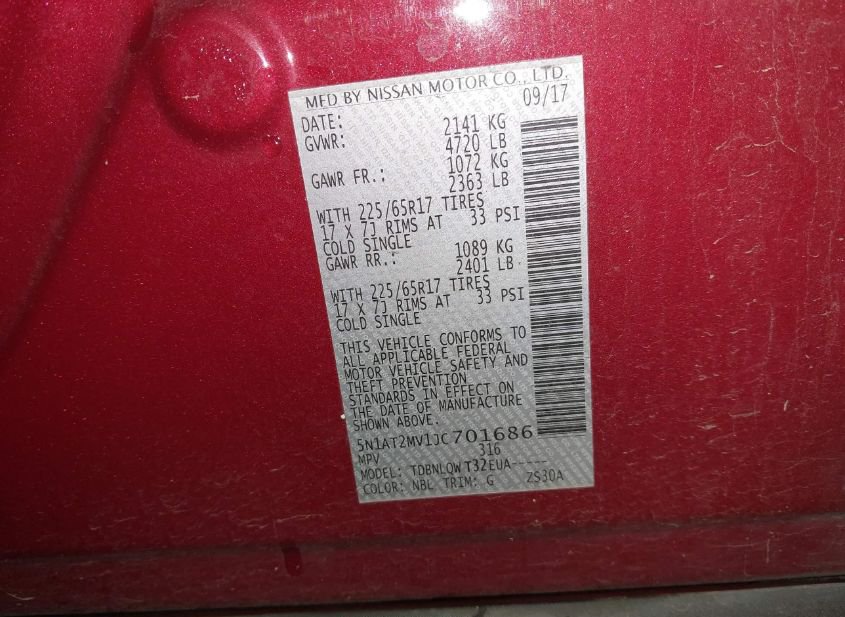 MFD BY NISSAN MOTOR CO., LTD.
DATE: 09/17
GVWR: 2141 KG
4720 LB
GAWR FR.: 1072 KG
2363 LB
WITH 225/65R17 TIRES
17 X 7J RIMS AT 33 PSI
COLD SINGLE
GAWR RR.: 1089 KG
2401 LB
WITH 225/65R17 TIRES
17 X 7J RIMS AT 33 PSI
COLD SINGLE
THIS VEHICLE CONFORMS TO
ALL APPLICABLE FEDERAL
MOTOR VEHICLE SAFETY AND
THEFT PREVENTION
STANDARDS IN EFFECT ON
THE DATE OF MANUFACTURE
SHOWN ABOVE.
5N1AT2MV1JC701686
MPV 316
MODEL: TDBNLQWT32EUA-----
COLOR: NBL TRIM: G ZS30A